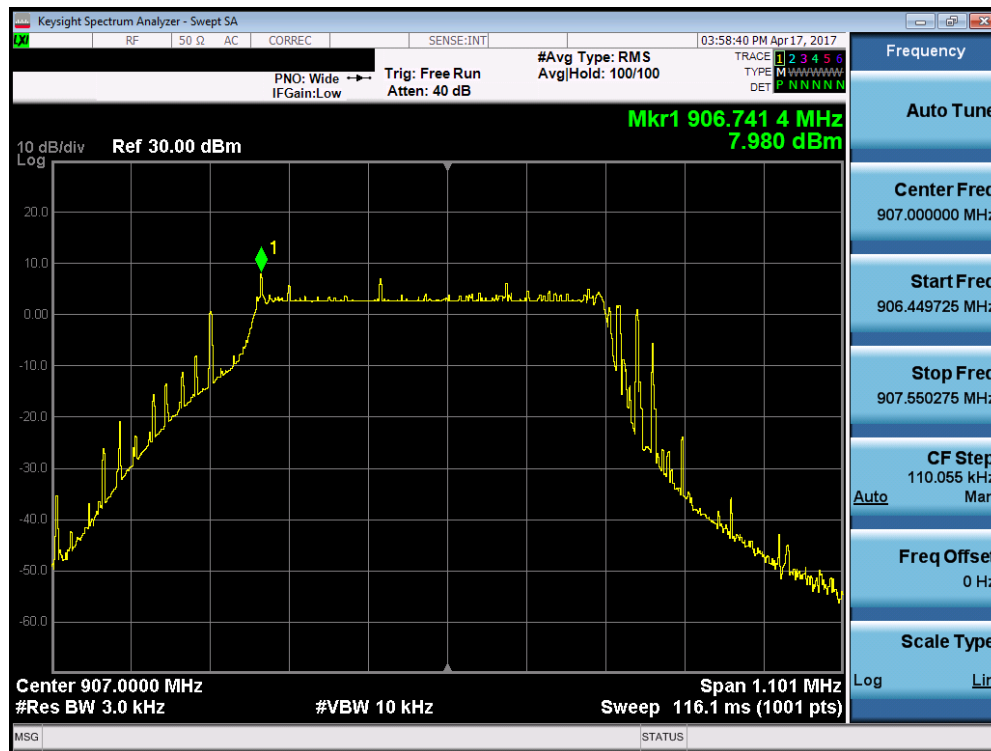 Keysight Spectrum Analyzer - Swept SA
LXI RF 50 Ω AC CORREC SENSE:INT 03:58:40 PM Apr 17, 2017
PNO: Wide Trig: Free Run #Avg Type: RMS TRACE 1 2 3 4 5 6
IFGain:Low Atten: 40 dB Avg|Hold: 100/100 TYPE M WWWWW
DET P N N N N N
Mkr1 906.741 4 MHz
7.980 dBm
10 dB/div Ref 30.00 dBm
Log
20.0
1
10.0
0.00
-10.0
-20.0
-30.0
-40.0
-50.0
-60.0
Center 907.0000 MHz Span 1.101 MHz
#Res BW 3.0 kHz #VBW 10 kHz Sweep 116.1 ms (1001 pts)
MSG STATUS
Frequency
Auto Tune
Center Freq
907.000000 MHz
Start Freq
906.449725 MHz
Stop Freq
907.550275 MHz
CF Step
110.055 kHz
Auto Man
Freq Offset
0 Hz
Scale Type
Log Lin